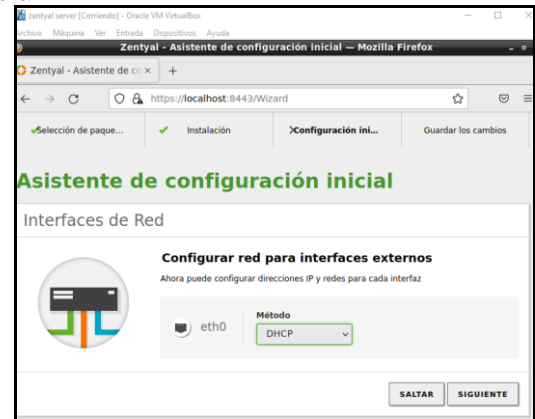 zentyal server [Corriendo] - Oracle VM VirtualBox
Archivo Máquina Ver Entrada Dispositivos Ayuda
Zentyal - Asistente de configuración inicial — Mozilla Firefox
Zentyal - Asistente de co
https://localhost:8443/Wizard
Selección de paque...
Instalación
Configuración ini...
Guardar los cambios
Asistente de configuración inicial
Interfaces de Red
Configurar red para interfaces externos
Ahora puede configurar direcciones IP y redes para cada interfaz
Método
eth0
DHCP
SALTAR SIGUIENTE